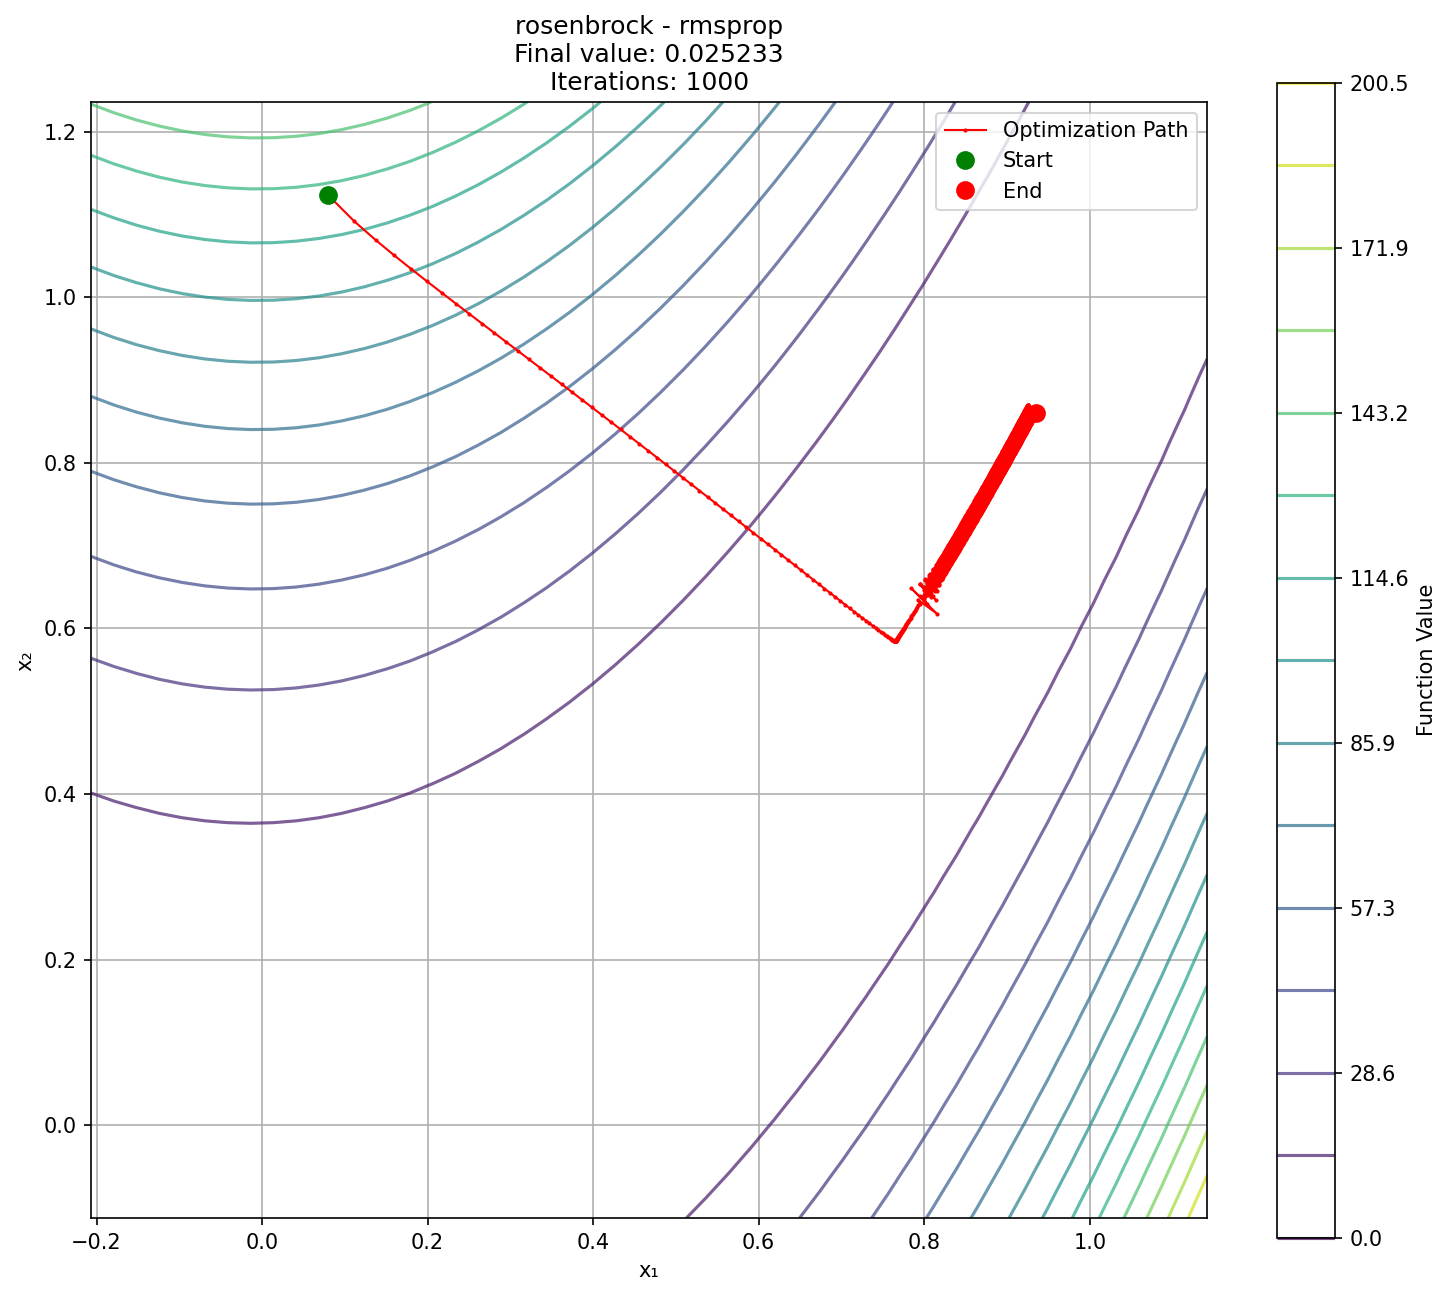 rosenbrock - rmsprop
Final value: 0.025233
Iterations: 1000
Optimization Path
Start
End
1.2
1.0
0.8
0.6
0.4
0.2
0.0
x₂
−0.2
0.0
0.2
0.4
0.6
0.8
1.0
x₁
200.5
171.9
143.2
114.6
85.9
57.3
28.6
0.0
Function Value